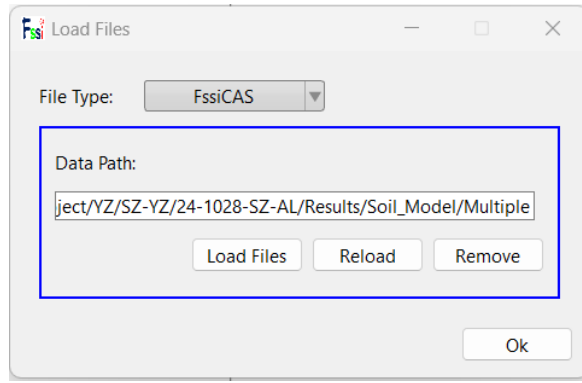 Fssi Load Files
File Type: FssiCAS
Data Path:
ject/YZ/SZ-YZ/24-1028-SZ-AL/Results/Soil_Model/Multiple
Load Files Reload Remove
Ok